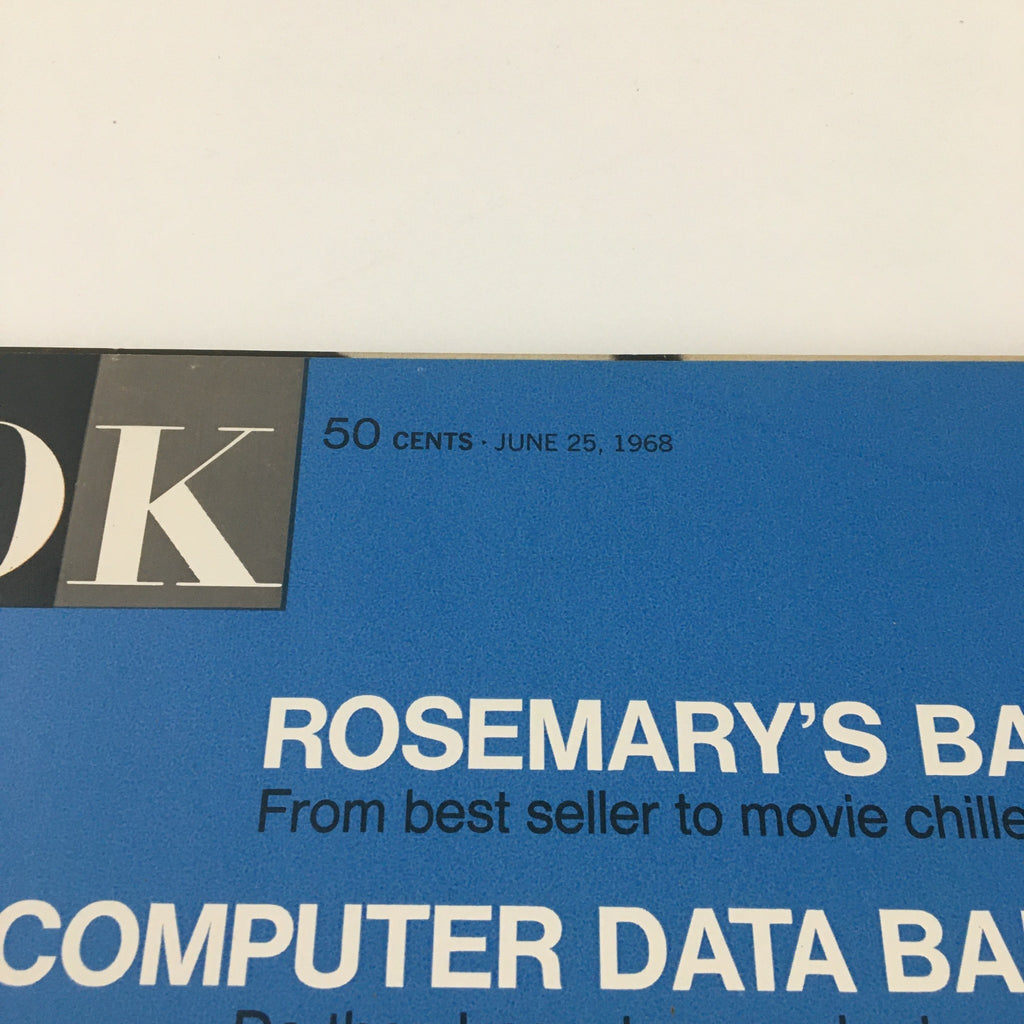 OK
50 CENTS · JUNE 25, 1968
ROSEMARY’S BA
From best seller to movie chille
COMPUTER DATA BA